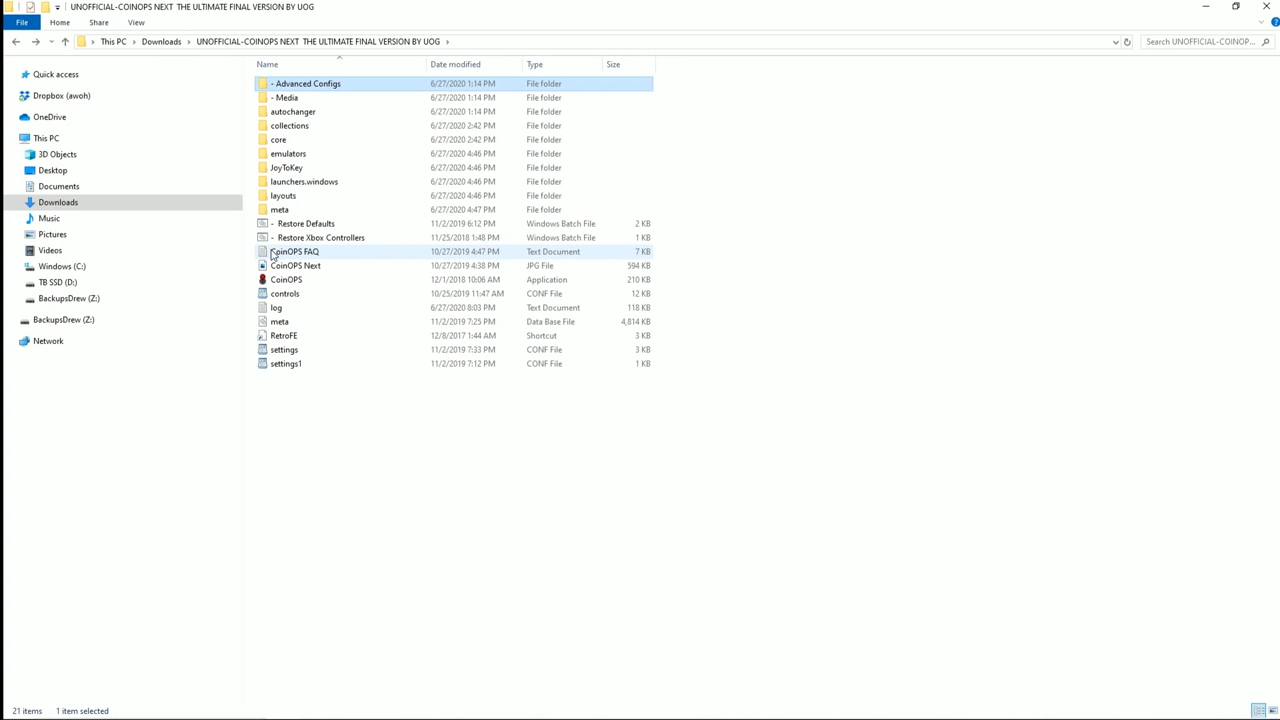 UNOFFICIAL-COINOPS NEXT  THE ULTIMATE FINAL VERSION BY UOG
File Home Share View
This PC Downloads UNOFFICIAL-COINOPS NEXT  THE ULTIMATE FINAL VERSION BY UOG Search UNOFFICIAL-COINOP...
Name Date modified Type Size
Quick access
Dropbox (awoh)
OneDrive
This PC
3D Objects
Desktop
Documents
Downloads
Music
Pictures
Videos
Windows (C:)
TB SSD (D:)
BackupsDrew (Z:)
BackupsDrew (Z:)
Network
- Advanced Configs 6/27/2020 1:14 PM File folder
- Media 6/27/2020 1:14 PM File folder
autochanger 6/27/2020 1:14 PM File folder
collections 6/27/2020 2:42 PM File folder
core 6/27/2020 2:42 PM File folder
emulators 6/27/2020 4:46 PM File folder
JoyToKey 6/27/2020 4:46 PM File folder
launchers.windows 6/27/2020 4:46 PM File folder
layouts 6/27/2020 4:46 PM File folder
meta 6/27/2020 4:47 PM File folder
-  Restore Defaults 11/2/2019 6:12 PM Windows Batch File 2 KB
-  Restore Xbox Controllers 11/25/2018 1:48 PM Windows Batch File 1 KB
CoinOPS FAQ 10/27/2019 4:47 PM Text Document 7 KB
CoinOPS Next 10/27/2019 4:38 PM JPG File 594 KB
CoinOPS 12/1/2018 10:06 AM Application 210 KB
controls 10/25/2019 11:47 AM CONF File 12 KB
log 6/27/2020 8:03 PM Text Document 118 KB
meta 11/2/2019 7:25 PM Data Base File 4,814 KB
RetroFE 12/8/2017 1:44 AM Shortcut 3 KB
settings 11/2/2019 7:33 PM CONF File 3 KB
settings1 11/2/2019 7:12 PM CONF File 1 KB
21 items 1 item selected